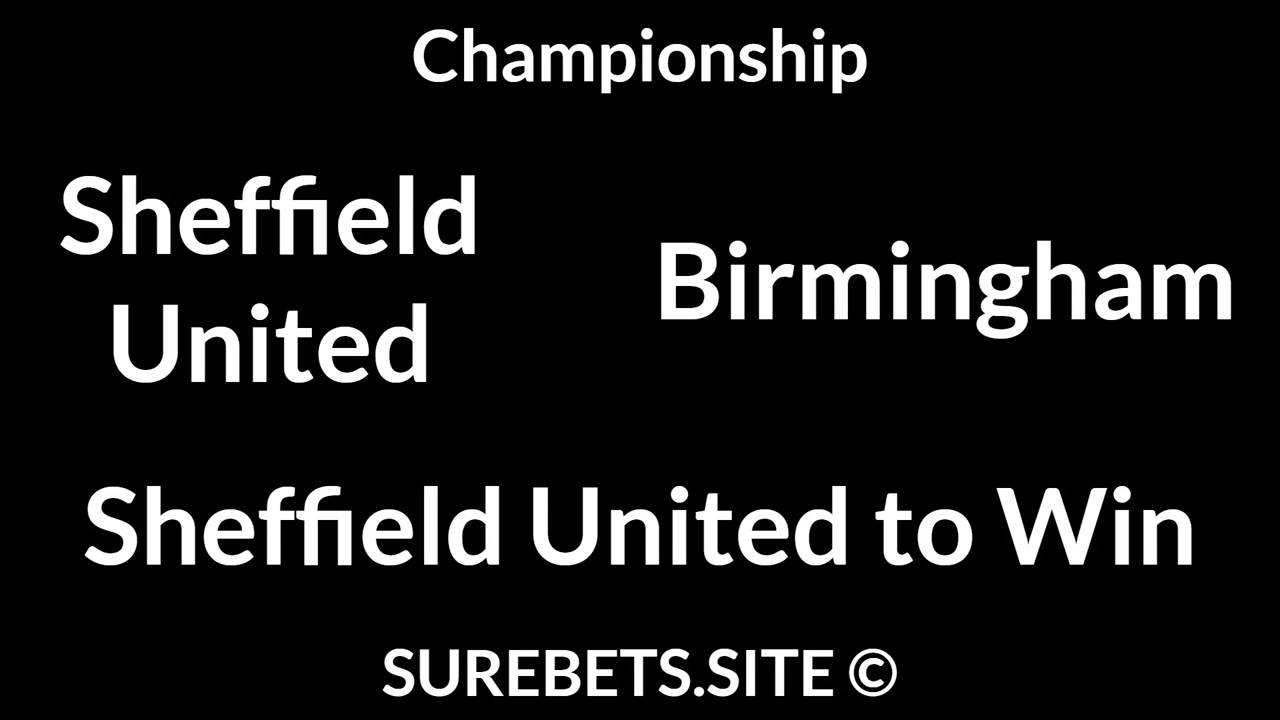 Championship
Sheffield
United
Birmingham
Sheffield United to Win
SUREBETS.SITE ©